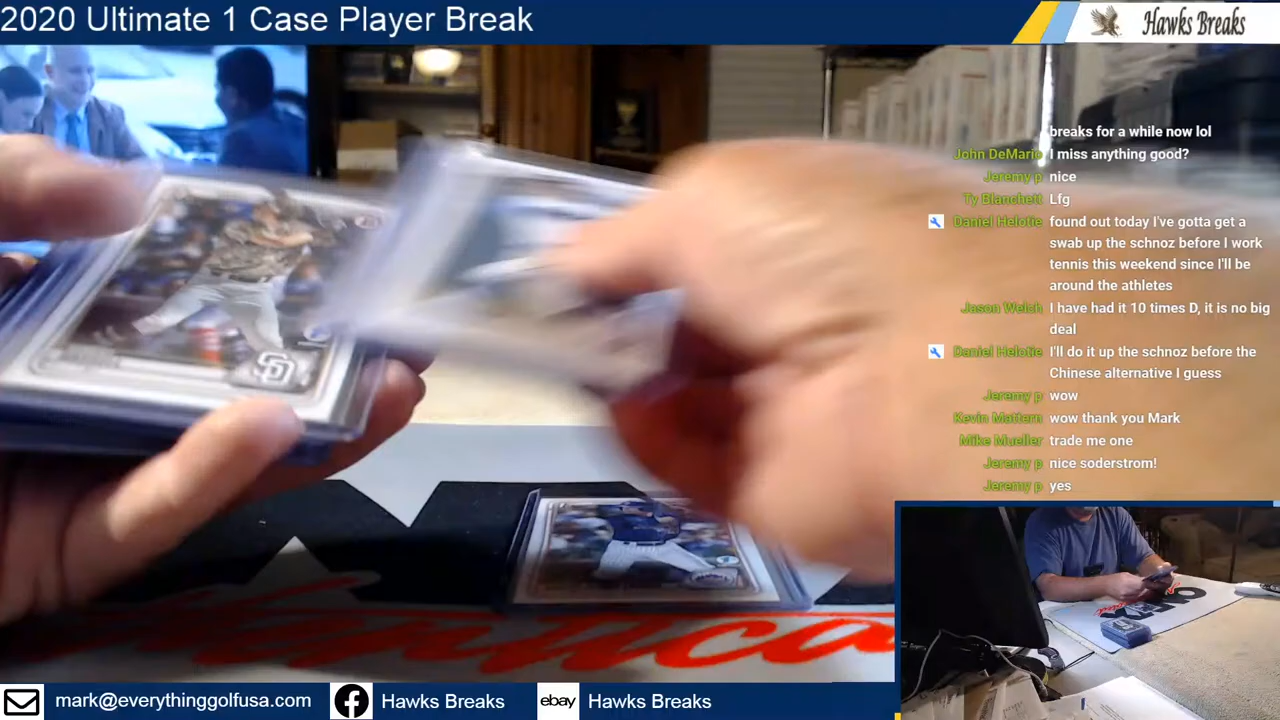 2020 Ultimate 1 Case Player Break
Hawks Breaks
breaks for a while now lol
John DeMario I miss anything good?
Jeremy p nice
Ty Blanchett Lfg
Daniel Helotie found out today I've gotta get a
swab up the schnoz before I work
tennis this weekend since I'll be
around the athletes
Jason Welch I have had it 10 times D, it is no big
deal
Daniel Helotie I'll do it up the schnoz before the
Chinese alternative I guess
Jeremy p wow
Kevin Mattern wow thank you Mark
Mike Mueller trade me one
Jeremy p nice soderstrom!
Jeremy p yes
SD
mark@everythinggolfusa.com
Hawks Breaks
ebay
Hawks Breaks